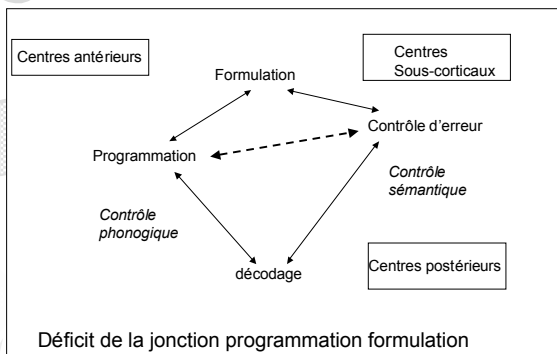 Centres antérieurs
Centres
Sous-corticaux
Formulation
Contrôle d'erreur
Programmation
Contrôle
sémantique
Contrôle
phonogique
décodage
Centres postérieurs
Déficit de la jonction programmation formulation